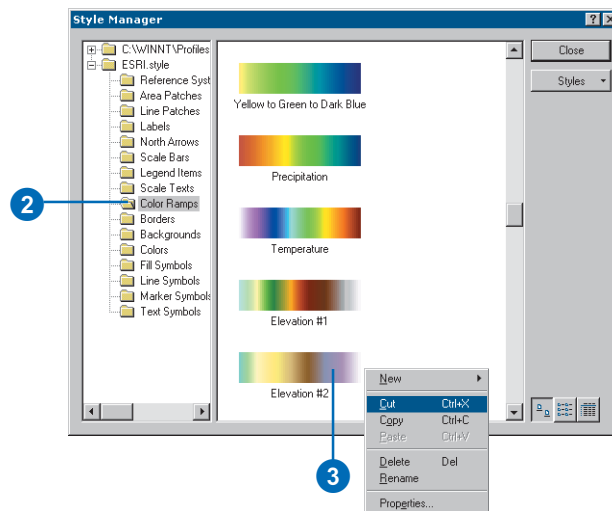 Style Manager
C:\WINNT\Profiles
ESRI.style
Reference Syst
Area Patches
Line Patches
Labels
North Arrows
Scale Bars
Legend Items
Scale Texts
Color Ramps
Borders
Backgrounds
Colors
Fill Symbols
Line Symbols
Marker Symbols
Text Symbols
2
Yellow to Green to Dark Blue
Precipitation
Temperature
Elevation #1
Elevation #2
3
Close
Styles
New
Cut Ctrl+X
Copy Ctrl+C
Paste Ctrl+V
Delete Del
Rename
Properties...